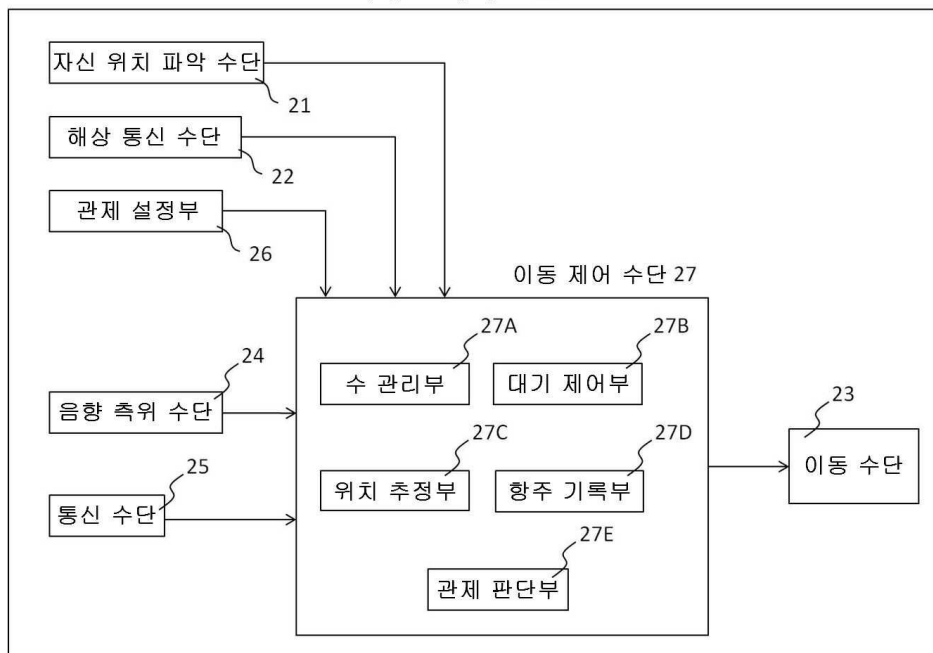 자신 위치 파악 수단
21
해상 통신 수단
22
관제 설정부
26
이동 제어 수단 27
27A
27B
수 관리부
대기 제어부
24
음향 측위 수단
23
이동 수단
27C
27D
위치 추정부
항주 기록부
25
통신 수단
27E
관제 판단부